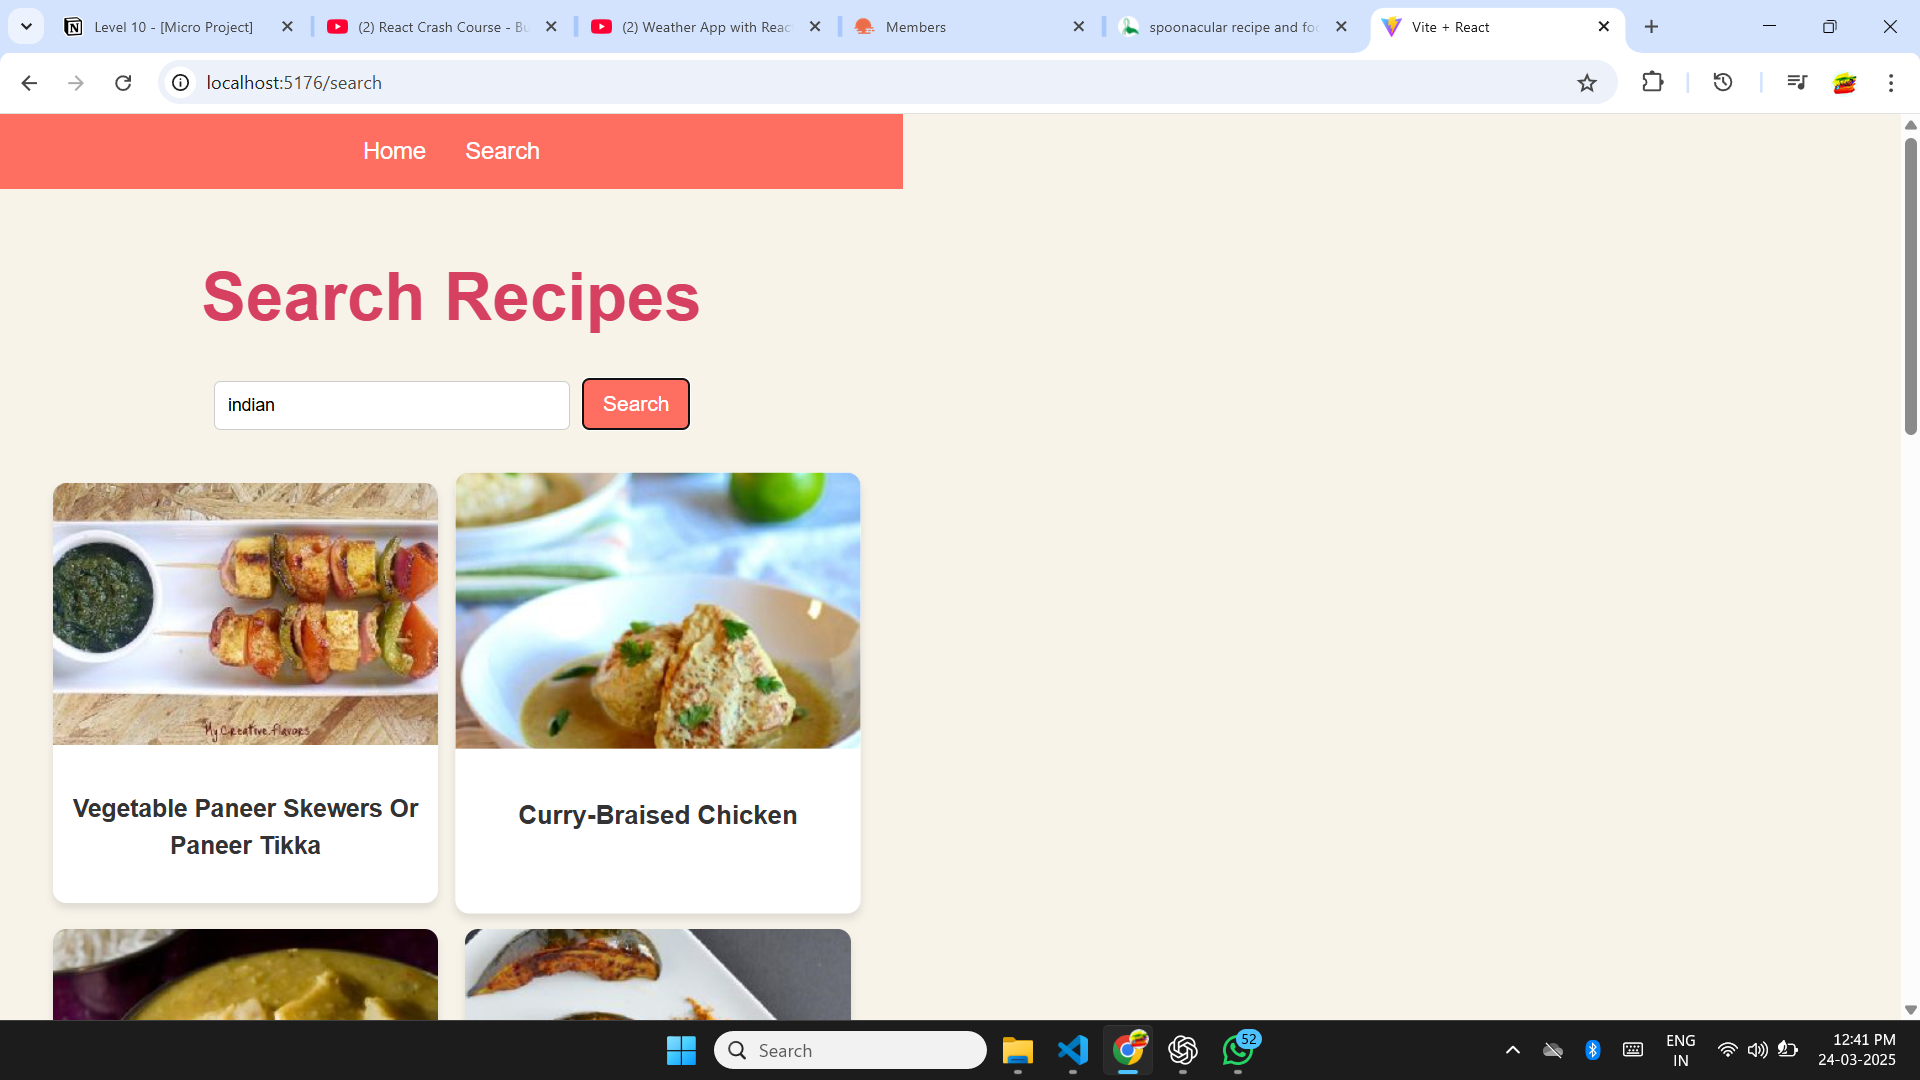 Level 10 - [Micro Project]
(2) React Crash Course - Bu
(2) Weather App with Reac
Members
spoonacular recipe and foo
Vite + React
localhost:5176/search
Home Search
Search Recipes
indian
Search
My Creative flavors
Vegetable Paneer Skewers Or
Paneer Tikka
Curry-Braised Chicken
Search
52
ENG
IN
12:41 PM
24-03-2025